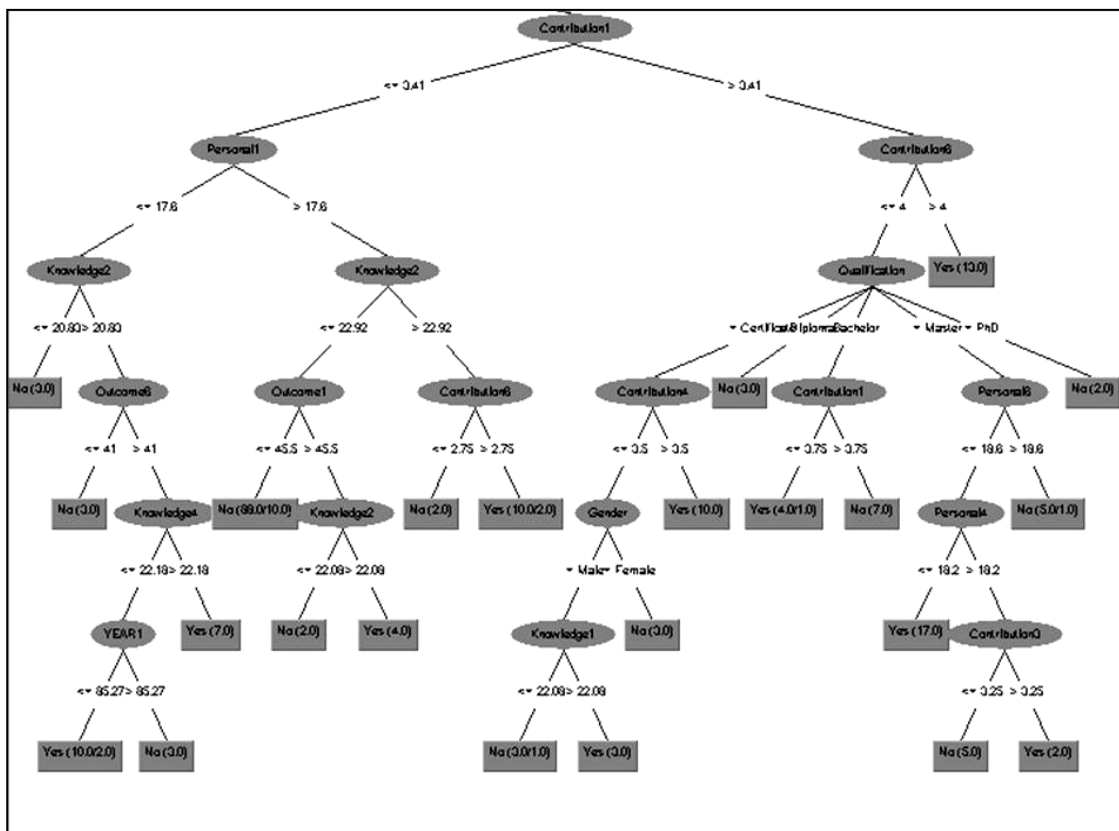 Contribution1
<= 3.41 > 3.41
Personal1 Contribution6
<= 17.6 > 17.6 <= 4 > 4
Knowledge2 Knowledge2 Qualification Yes (13.0)
<= 20.83 > 20.83 <= 22.92 > 22.92 = Certificate = Diploma = Bachelor = Master = PhD
No (3.0) Outcome6 Outcome1 Contribution6 Contribution4 No (3.0) Contribution1 Personal6 No (2.0)
<= 41 > 41 <= 45.5 > 45.5 <= 2.75 > 2.75 <= 3.5 > 3.5 <= 3.75 > 3.75 <= 18.6 > 18.6
No (3.0) Knowledge4 No (88.0/10.0) Knowledge2 No (2.0) Yes (10.0/2.0) Gender Yes (10.0) Yes (4.0/1.0) No (7.0) Personal4 No (5.0/1.0)
<= 22.18 > 22.18 <= 22.08 > 22.08 = Male = Female <= 18.2 > 18.2
YEAR1 Yes (7.0) No (2.0) Yes (4.0) Knowledge1 No (3.0) Yes (17.0) Contribution3
<= 85.27 > 85.27 <= 22.08 > 22.08 <= 3.25 > 3.25
Yes (10.0/2.0) No (3.0) No (3.0/1.0) Yes (3.0) No (5.0) Yes (2.0)